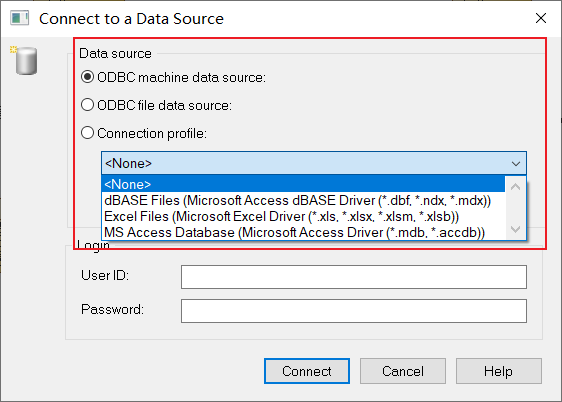 Connect to a Data Source
Data source
ODBC machine data source:
ODBC file data source:
Connection profile:
<None>
<None>
dBASE Files (Microsoft Access dBASE Driver (*.dbf, *.ndx, *.mdx))
Excel Files (Microsoft Excel Driver (*.xls, *.xlsx, *.xlsm, *.xlsb))
MS Access Database (Microsoft Access Driver (*.mdb, *.accdb))
Login
User ID:
Password:
Connect
Cancel
Help